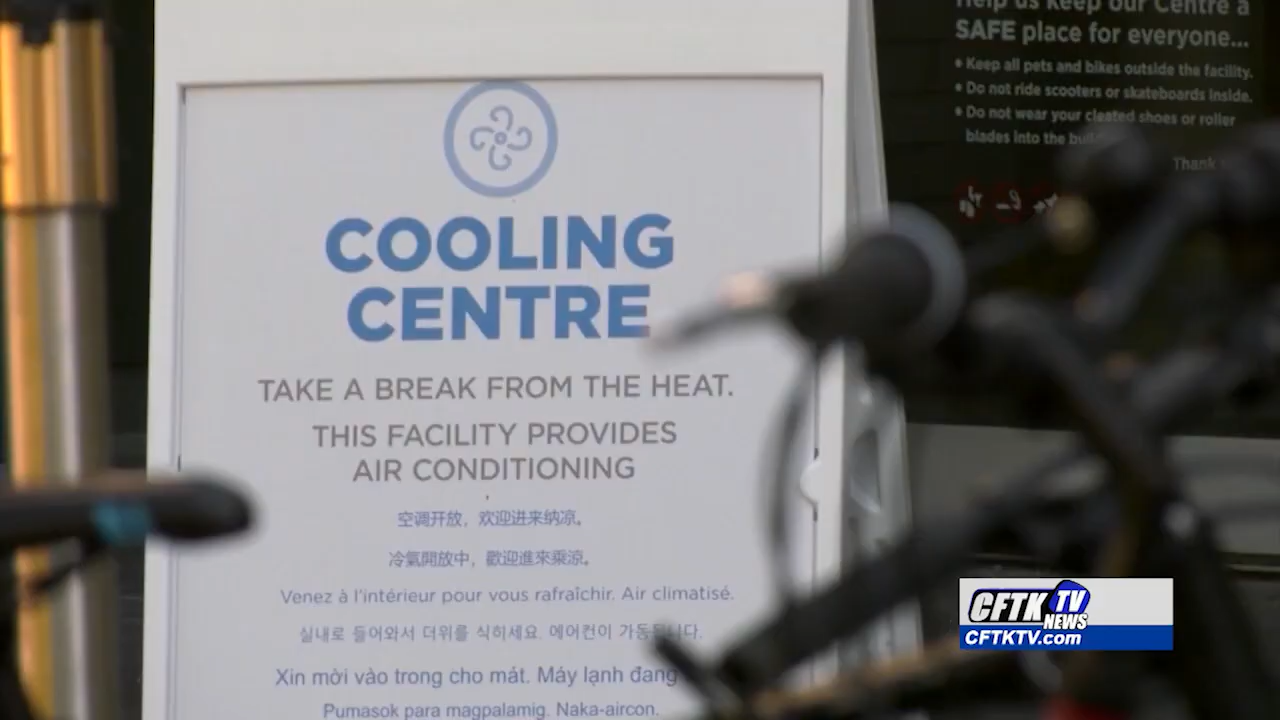 COOLING
CENTRE
TAKE A BREAK FROM THE HEAT.
THIS FACILITY PROVIDES
AIR CONDITIONING
空调开放，欢迎进来纳凉。
冷氣開放中，歡迎進來乘涼。
Venez à l'intérieur pour vous rafraîchir. Air climatisé.
실내로 들어와서 더위를 식히세요. 에어컨이
Xin mời vào trong cho mát. Máy lạnh đang
Pumasok para magpalamig. Naka-aircon.
Help us keep our Centre a
SAFE place for everyone...
• Keep all pets and bikes outside the facility.
• Do not ride scooters or skateboards inside.
• Do not wear your cleated shoes or roller
blades into the
Thank
CFTK TV
NEWS
CFTKTV.com